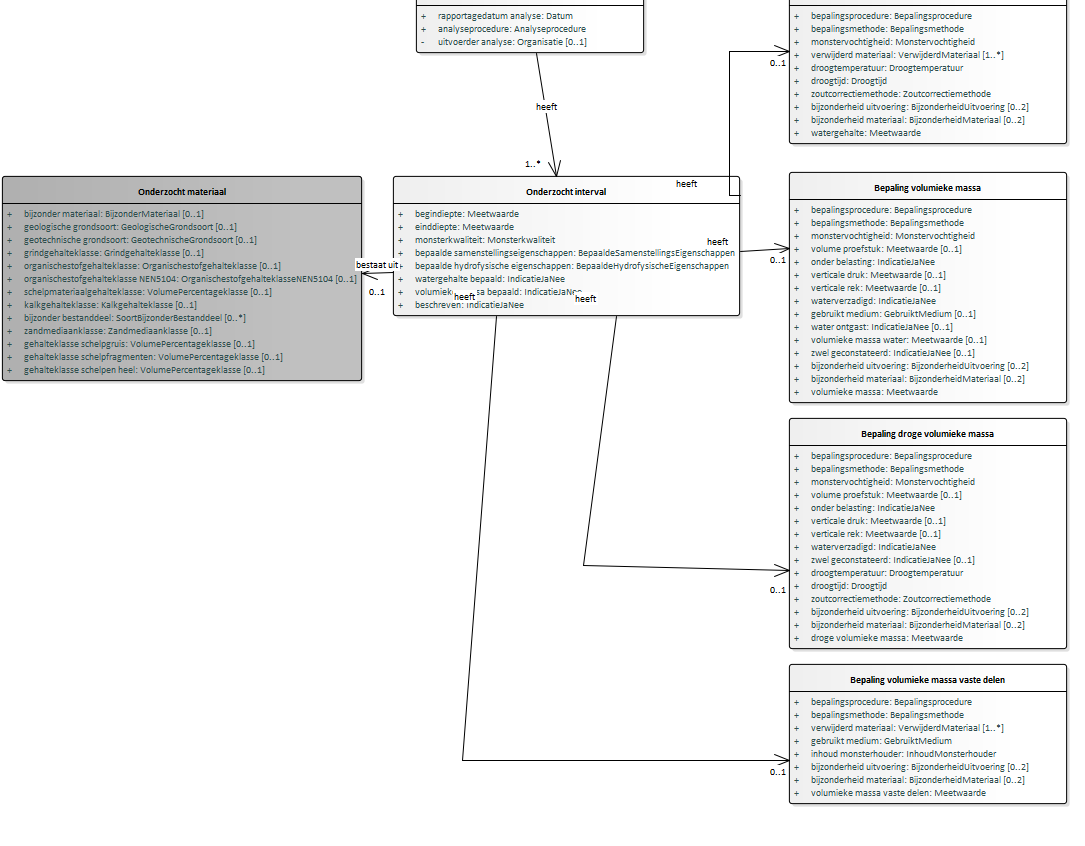 + rapportagedatum analyse: Datum
+ analyseprocedure: Analyseprocedure
- uitvoerder analyse: Organisatie [0..1]
heeft
1..*
+ bepalingsprocedure: Bepalingsprocedure
+ bepalingsmethode: Bepalingsmethode
+ monstervochtigheid: Monstervochtigheid
+ verwijderd materiaal: VerwijderdMateriaal [1..*]
+ droogtemperatuur: Droogtemperatuur
+ droogtijd: Droogtijd
+ zoutcorrectiemethode: Zoutcorrectiemethode
+ bijzonderheid uitvoering: BijzonderheidUitvoering [0..2]
+ bijzonderheid materiaal: BijzonderheidMateriaal [0..2]
+ watergehalte: Meetwaarde
0..1
Onderzocht materiaal
+ bijzonder materiaal: BijzonderMateriaal [0..1]
+ geologische grondsoort: GeologischeGrondsoort [0..1]
+ geotechnische grondsoort: GeotechnischeGrondsoort [0..1]
+ grindgehalteklasse: Grindgehalteklasse [0..1]
+ organischestofgehalteklasse: Organischestofgehalteklasse [0..1]
+ organischestofgehalteklasse NEN5104: OrganischestofgehalteklasseNEN5104 [0..1]
+ schelpmateriaalgehalteklasse: VolumePercentageklasse [0..1]
+ kalkgehalteklasse: Kalkgehalteklasse [0..1]
+ bijzonder bestanddeel: SoortBijzonderBestanddeel [0..*]
+ zandmediaanklasse: Zandmediaanklasse [0..1]
+ gehalteklasse schelpgruis: VolumePercentageklasse [0..1]
+ gehalteklasse schelpfragmenten: VolumePercentageklasse [0..1]
+ gehalteklasse schelpen heel: VolumePercentageklasse [0..1]
bestaat uit
0..1
Onderzocht interval
heeft
+ begindiepte: Meetwaarde
+ einddiepte: Meetwaarde
+ monsterkwaliteit: Monsterkwaliteit
heeft
+ bepaalde samenstellingseigenschappen: BepaaldeSamenstellingsEigenschappen
+ bepaalde hydrofysische eigenschappen: BepaaldeHydrofysischeEigenschappen
+ watergehalte bepaald: IndicatieJaNee
+ sa bepaald: IndicatieJaNee
heeft
heeft
+ beschreven: IndicatieJaNee
0..1
Bepaling volumieke massa
+ bepalingsprocedure: Bepalingsprocedure
+ bepalingsmethode: Bepalingsmethode
+ monstervochtigheid: Monstervochtigheid
+ volume proefstuk: Meetwaarde [0..1]
+ onder belasting: IndicatieJaNee
+ verticale druk: Meetwaarde [0..1]
+ verticale rek: Meetwaarde [0..1]
+ waterverzadigd: IndicatieJaNee
+ gebruikt medium: GebruiktMedium [0..1]
+ water ontgast: IndicatieJaNee [0..1]
+ volumieke massa water: Meetwaarde [0..1]
+ zwel geconstateerd: IndicatieJaNee [0..1]
+ bijzonderheid uitvoering: BijzonderheidUitvoering [0..2]
+ bijzonderheid materiaal: BijzonderheidMateriaal [0..2]
+ volumieke massa: Meetwaarde
Bepaling droge volumieke massa
+ bepalingsprocedure: Bepalingsprocedure
+ bepalingsmethode: Bepalingsmethode
+ monstervochtigheid: Monstervochtigheid
+ volume proefstuk: Meetwaarde [0..1]
+ onder belasting: IndicatieJaNee
+ verticale druk: Meetwaarde [0..1]
+ verticale rek: Meetwaarde [0..1]
+ waterverzadigd: IndicatieJaNee
+ zwel geconstateerd: IndicatieJaNee [0..1]
+ droogtemperatuur: Droogtemperatuur
+ droogtijd: Droogtijd
+ zoutcorrectiemethode: Zoutcorrectiemethode
+ bijzonderheid uitvoering: BijzonderheidUitvoering [0..2]
+ bijzonderheid materiaal: BijzonderheidMateriaal [0..2]
+ droge volumieke massa: Meetwaarde
0..1
Bepaling volumieke massa vaste delen
+ bepalingsprocedure: Bepalingsprocedure
+ bepalingsmethode: Bepalingsmethode
+ verwijderd materiaal: VerwijderdMateriaal [1..*]
+ gebruikt medium: GebruiktMedium
+ inhoud monsterhouder: InhoudMonsterhouder
+ bijzonderheid uitvoering: BijzonderheidUitvoering [0..2]
+ bijzonderheid materiaal: BijzonderheidMateriaal [0..2]
+ volumieke massa vaste delen: Meetwaarde
0..1